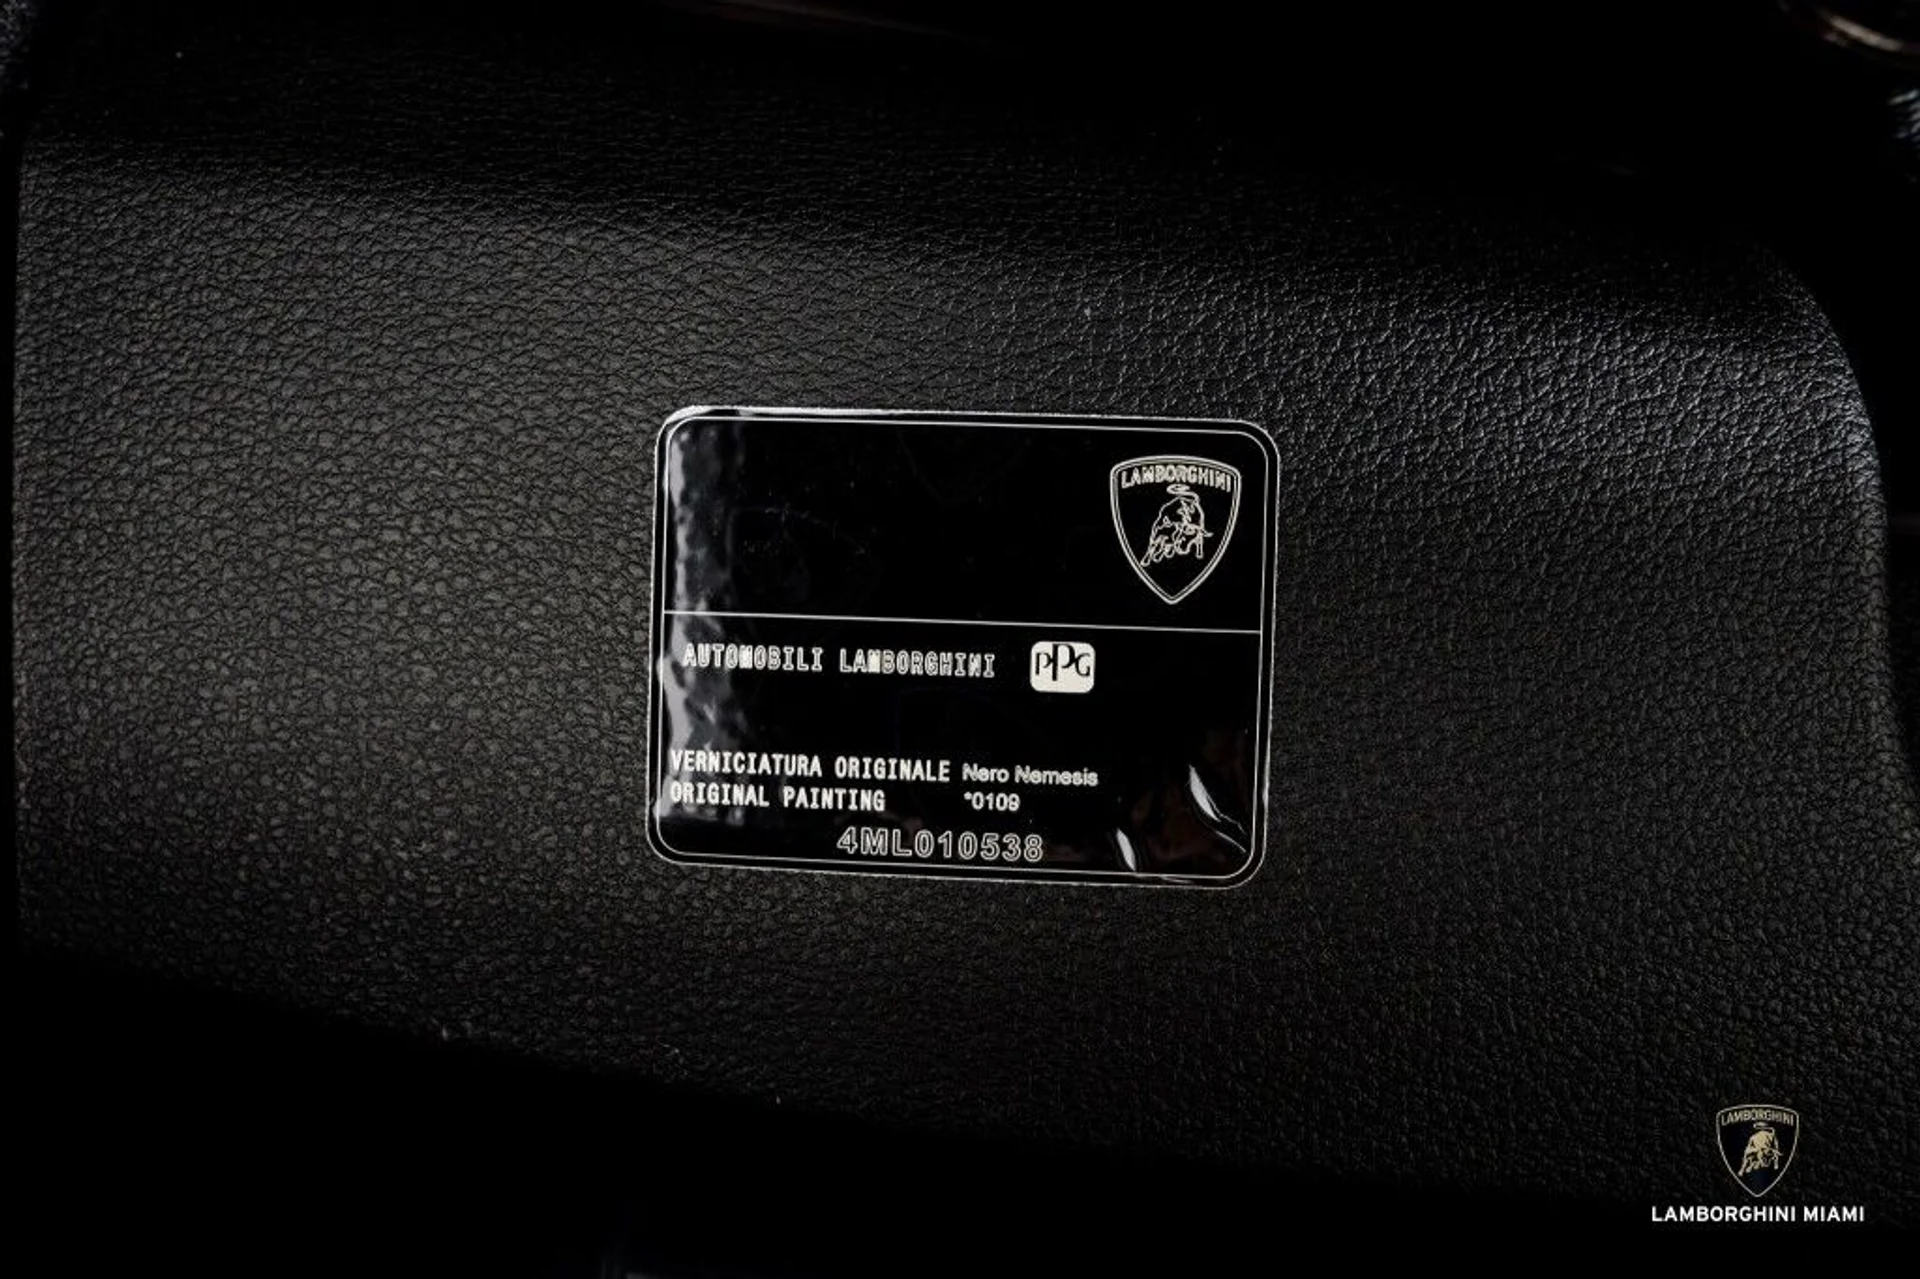 LAMBORGHINI
AUTOMOBILI LAMBORGHINI PPG
VERNICIATURA ORIGINALE Nero Nemesis
ORIGINAL PAINTING *0109
4ML010538
LAMBORGHINI
LAMBORGHINI MIAMI